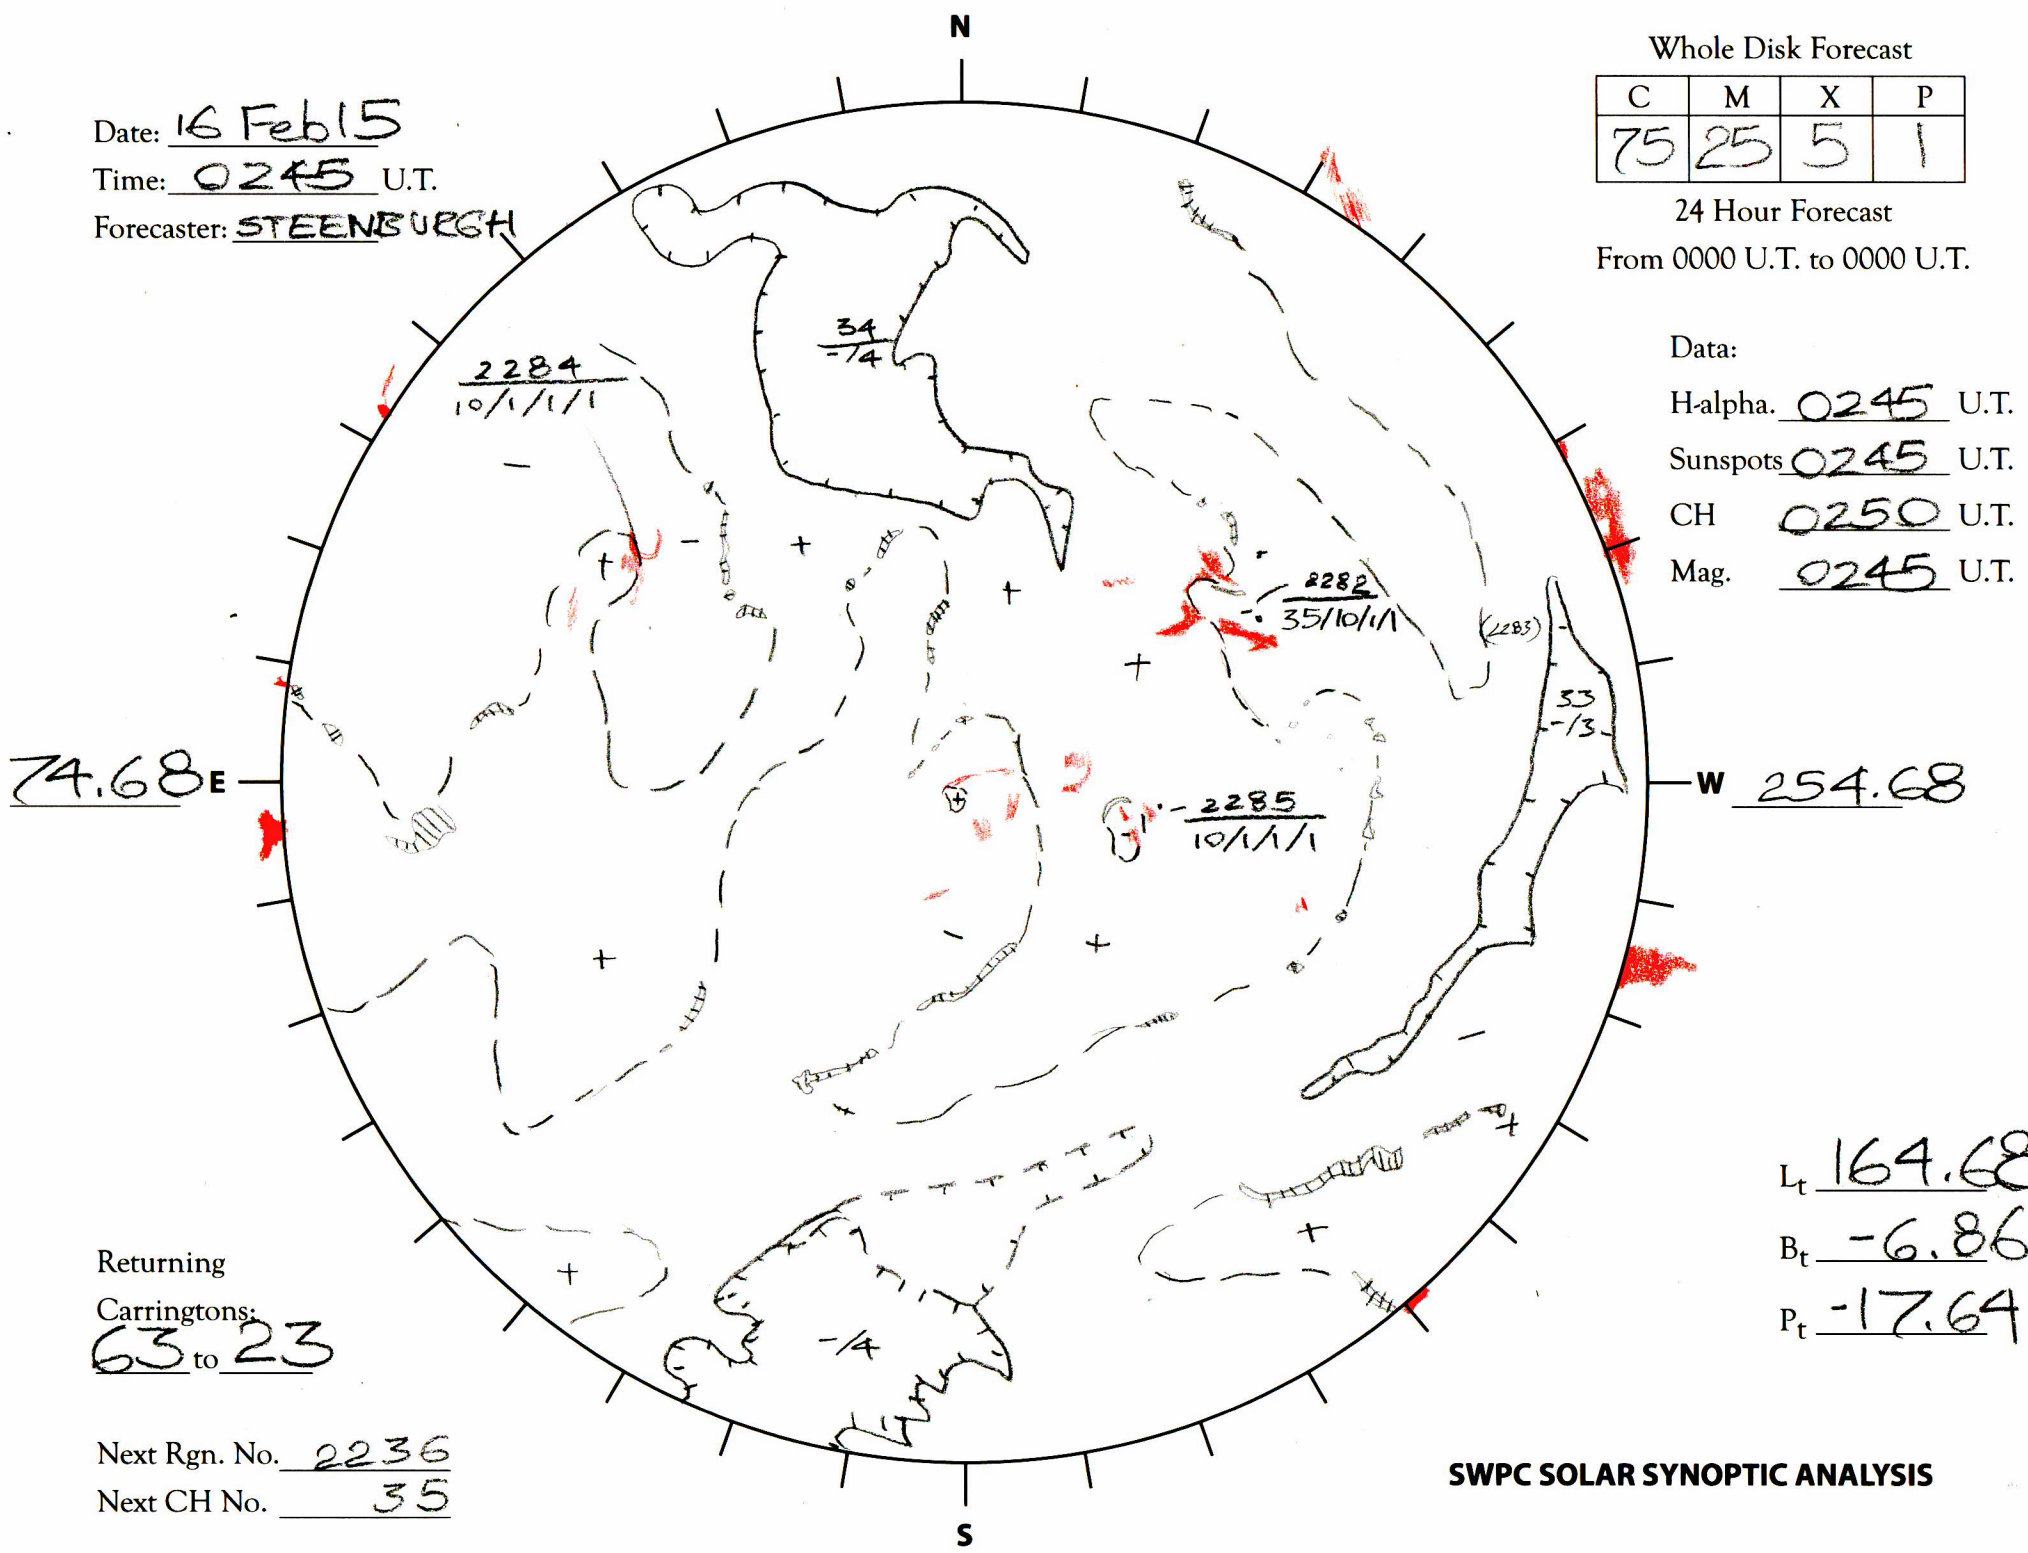 N
Date: 16 Feb 15
Time: 0245 U.T.
Forecaster: STEENBURGH
Whole Disk Forecast
C M X P
75 25 5 1
24 Hour Forecast
From 0000 U.T. to 0000 U.T.
Data:
H-alpha. 0245 U.T.
Sunspots 0245 U.T.
CH 0250 U.T.
Mag. 0245 U.T.
34
-/4
2284
10/1/1/1
-
+
-
+
+
2282
35/10/1/1
(2283)
+
33
-/3
74.68 E
W 254.68
+
-
2285
10/1/1/1
+
-
+
-
+
+
+
+
-/4
Lt 164.68
Bt -6.86
Pt -17.64
Returning
Carringtons:
63 to 23
Next Rgn. No. 2236
Next CH No. 35
SWPC SOLAR SYNOPTIC ANALYSIS
S